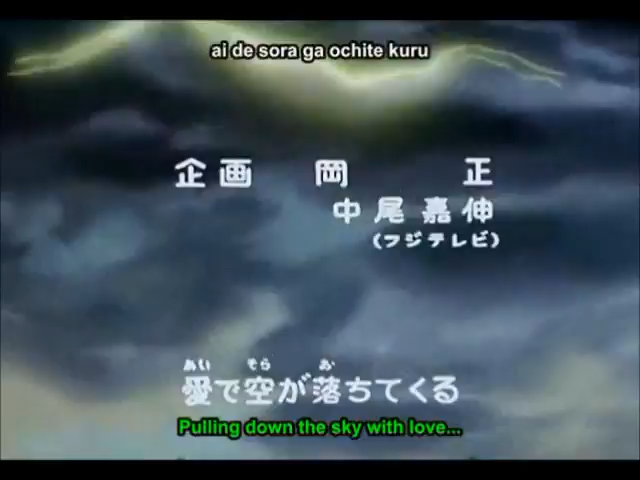 ai de sora ga ochite kuru
企画 岡 正
中尾嘉伸
(フジテレビ)
あい そら お
愛で空が落ちてくる
Pulling down the sky with love...